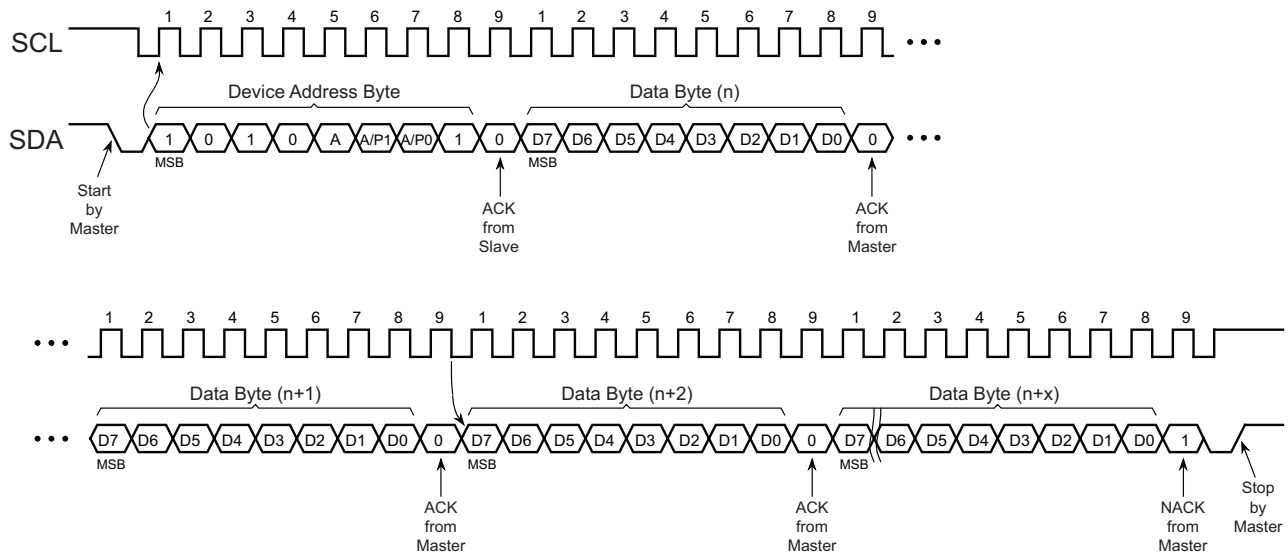 1 2 3 4 5 6 7 8 9 1 2 3 4 5 6 7 8 9
SCL
Device Address Byte Data Byte (n)
SDA 1 0 1 0 A A/P1 A/P0 1 0 D7 D6 D5 D4 D3 D2 D1 D0 0
MSB MSB
Start
by
Master
ACK
from
Slave
ACK
from
Master
1 2 3 4 5 6 7 8 9 1 2 3 4 5 6 7 8 9 1 2 3 4 5 6 7 8 9
Data Byte (n+1) Data Byte (n+2) Data Byte (n+x)
D7 D6 D5 D4 D3 D2 D1 D0 0 D7 D6 D5 D4 D3 D2 D1 D0 0 D7 D6 D5 D4 D3 D2 D1 D0 1
MSB MSB MSB
ACK
from
Master
ACK
from
Master
NACK
from
Master
Stop
by
Master